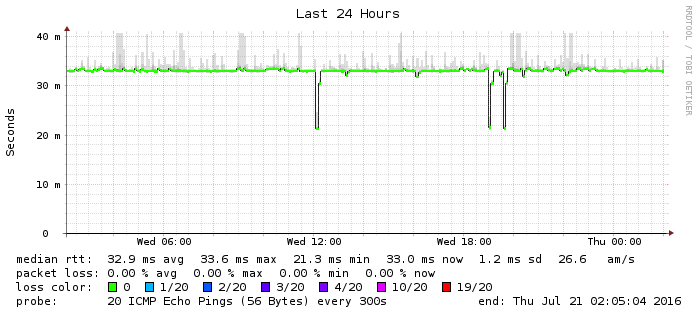 Last 24 Hours
RRDTOOL / TOBI OETIKER
Seconds
40 m
30 m
20 m
10 m
0
Wed 06:00 Wed 12:00 Wed 18:00 Thu 00:00
median rtt: 32.9 ms avg 33.6 ms max 21.3 ms min 33.0 ms now 1.2 ms sd 26.6 am/s
packet loss: 0.00 % avg 0.00 % max 0.00 % min 0.00 % now
loss color: 0 1/20 2/20 3/20 4/20 10/20 19/20
probe: 20 ICMP Echo Pings (56 Bytes) every 300s end: Thu Jul 21 02:05:04 2016